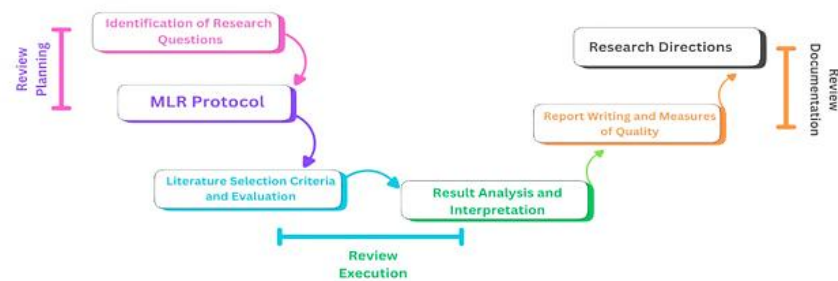 Review
Planning
Identification of Research
Questions
MLR Protocol
Literature Selection Criteria
and Evaluation
Review
Execution
Result Analysis and
Interpretation
Report Writing and Measures
of Quality
Research Directions
Review
Documentation